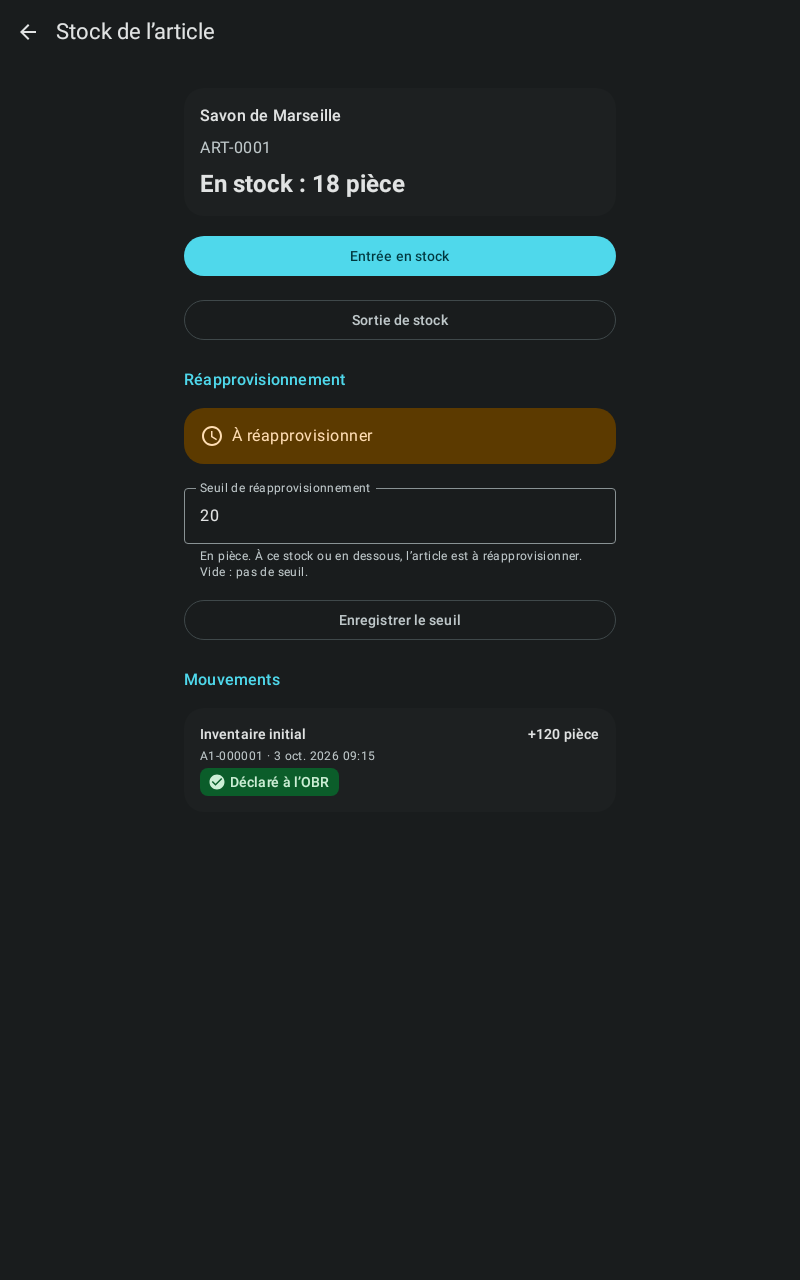 Stock de l’article
Savon de Marseille
ART-0001
En stock : 18 pièce
Entrée en stock
Sortie de stock
Réapprovisionnement
À réapprovisionner
Seuil de réapprovisionnement
20
En pièce. À ce stock ou en dessous, l’article est à réapprovisionner.
Vide : pas de seuil.
Enregistrer le seuil
Mouvements
Inventaire initial +120 pièce
A1-000001 · 3 oct. 2026 09:15
Déclaré à l’OBR